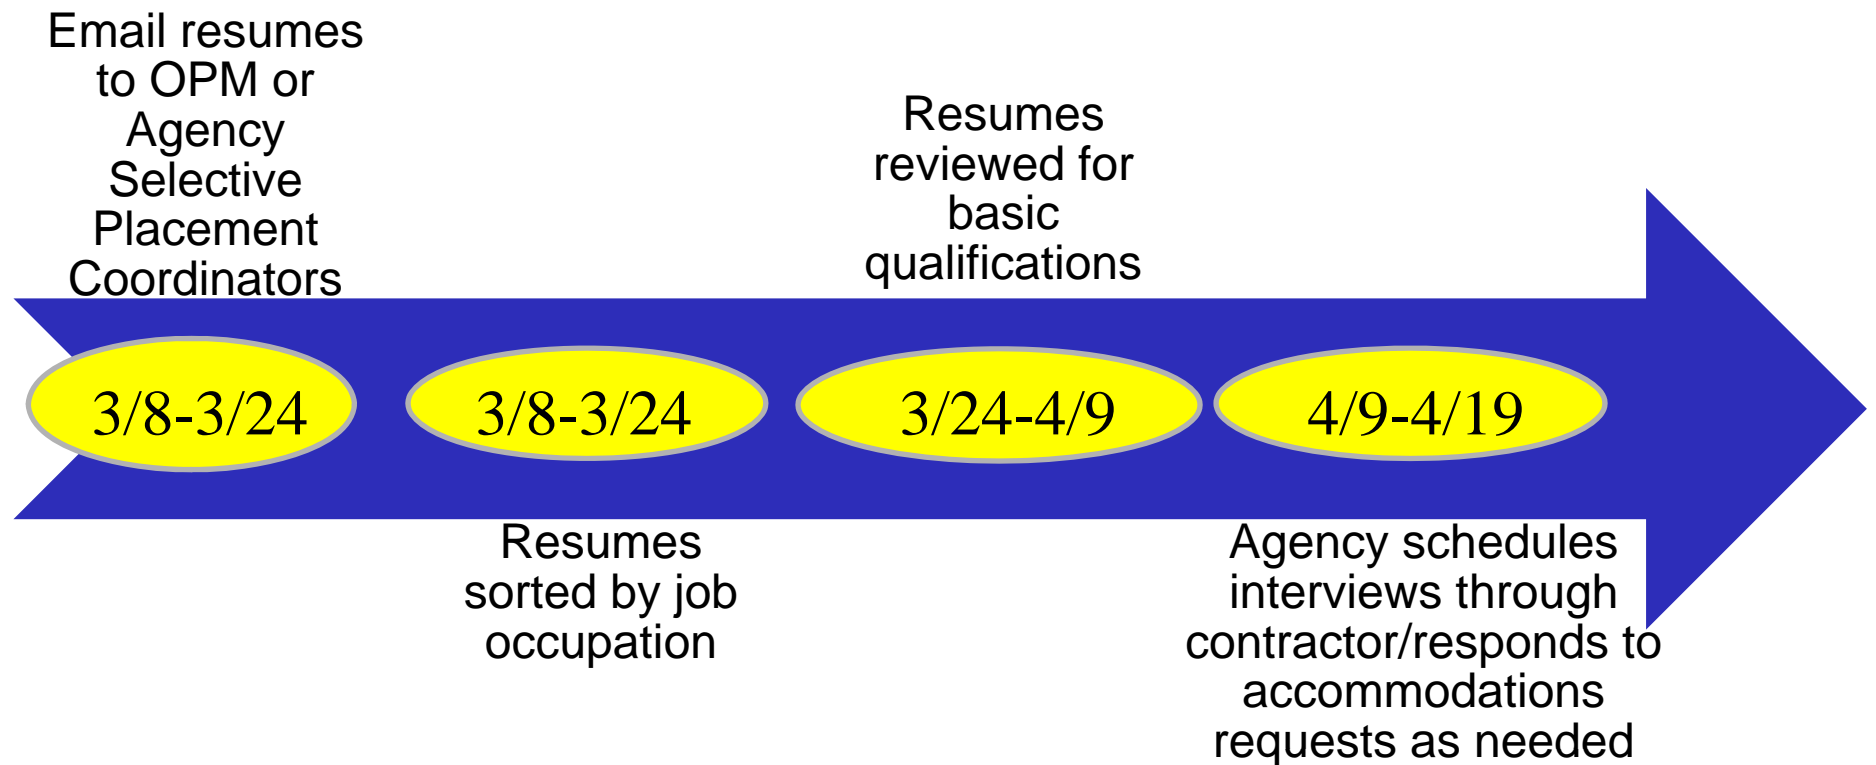 Email resumes
to OPM or
Agency
Selective
Placement
Coordinators
Resumes
reviewed for
basic
qualifications
3/8-3/24
3/8-3/24
3/24-4/9
4/9-4/19
Resumes
sorted by job
occupation
Agency schedules
interviews through
contractor/responds to
accommodations
requests as needed